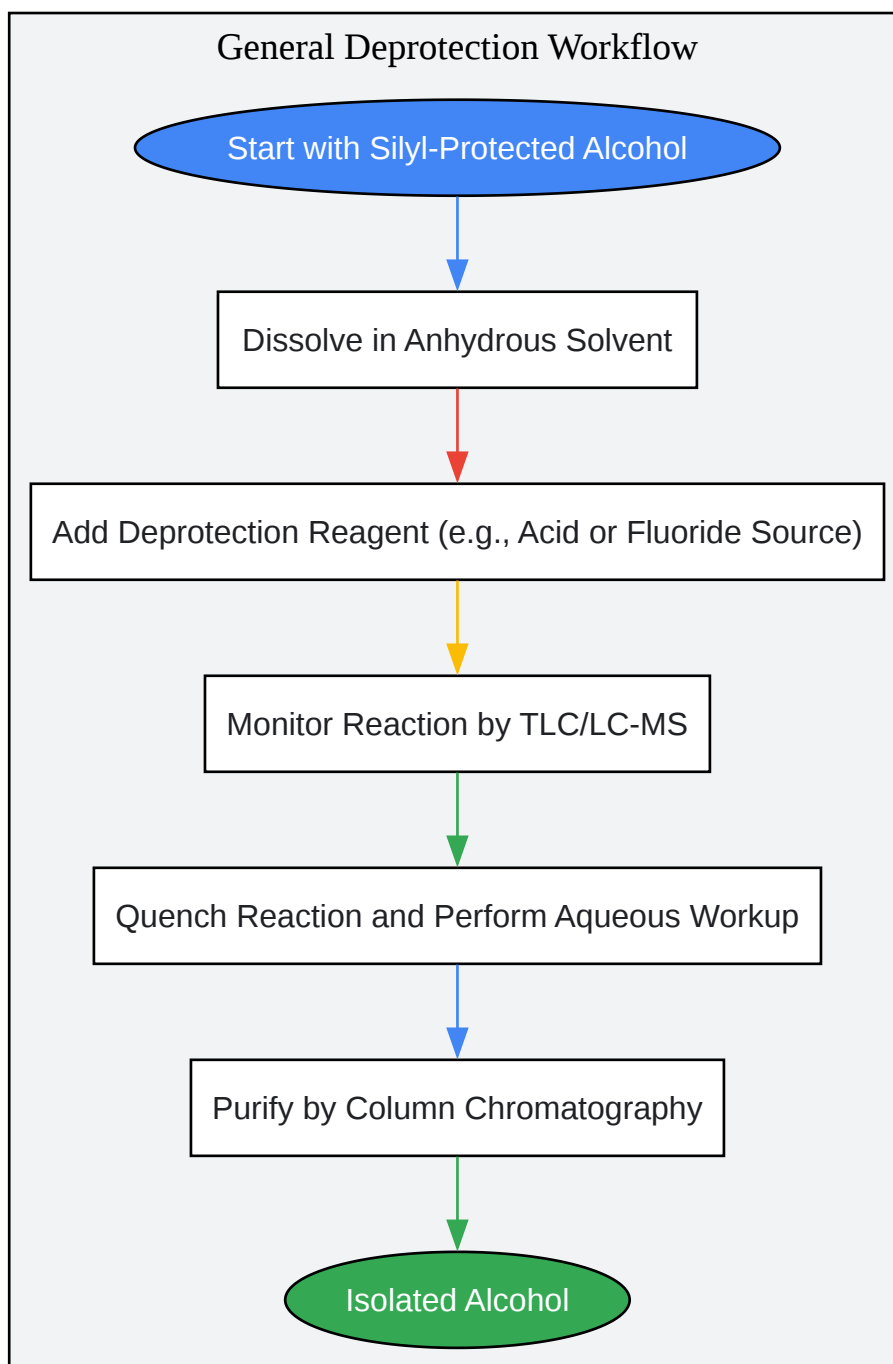 General Deprotection Workflow
Start with Silyl-Protected Alcohol
Dissolve in Anhydrous Solvent
Add Deprotection Reagent (e.g., Acid or Fluoride Source)
Monitor Reaction by TLC/LC-MS
Quench Reaction and Perform Aqueous Workup
Purify by Column Chromatography
Isolated Alcohol